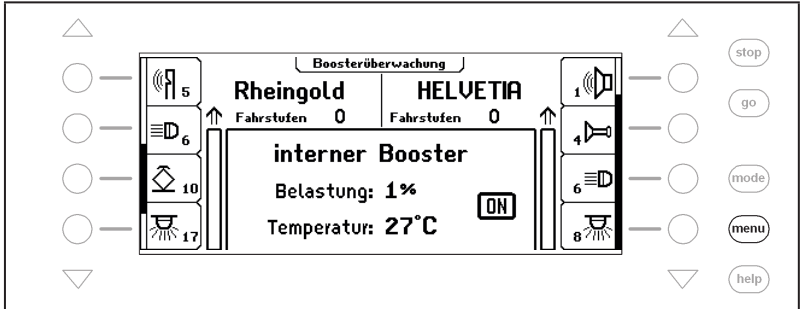 Boosterüberwachung
Rheingold HELVETIA
Fahrstufen 0 Fahrstufen 0
interner Booster
Belastung: 1%
ON
Temperatur: 27°C
5
6
10
17
1
4
6
8
stop
go
mode
menu
help